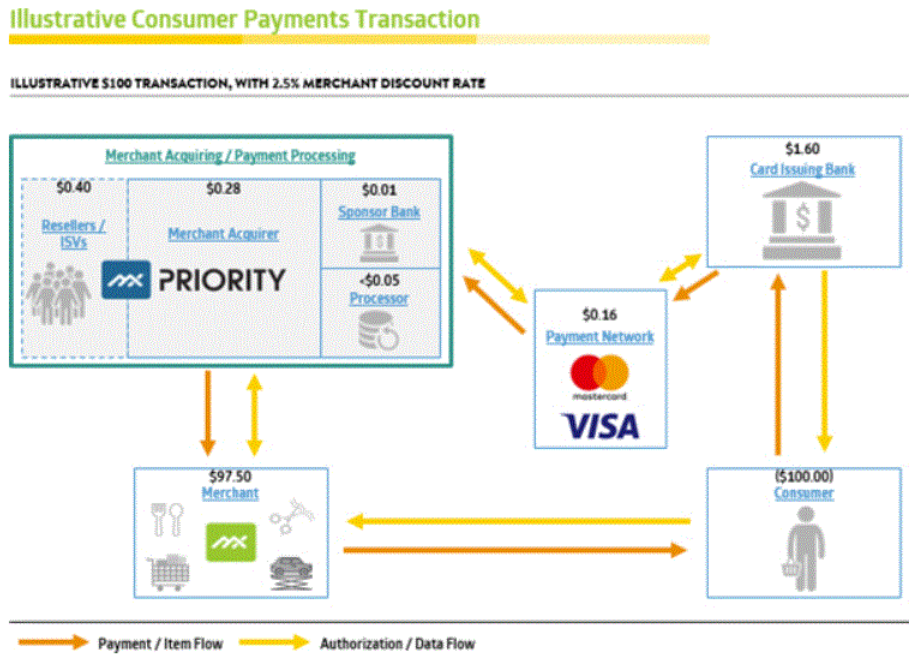 Illustrative Consumer Payments Transaction
ILLUSTRATIVE $100 TRANSACTION, WITH 2.5% MERCHANT DISCOUNT RATE
Merchant Acquiring / Payment Processing
$0.40
Resellers /
ISVs
$0.28
Merchant Acquirer
PRIORITY
$0.01
Sponsor Bank
<$0.05
Processor
$1.60
Card Issuing Bank
$
$0.16
Payment Network
mastercard
VISA
$97.50
Merchant
($100.00)
Consumer
Payment / Item Flow
Authorization / Data Flow